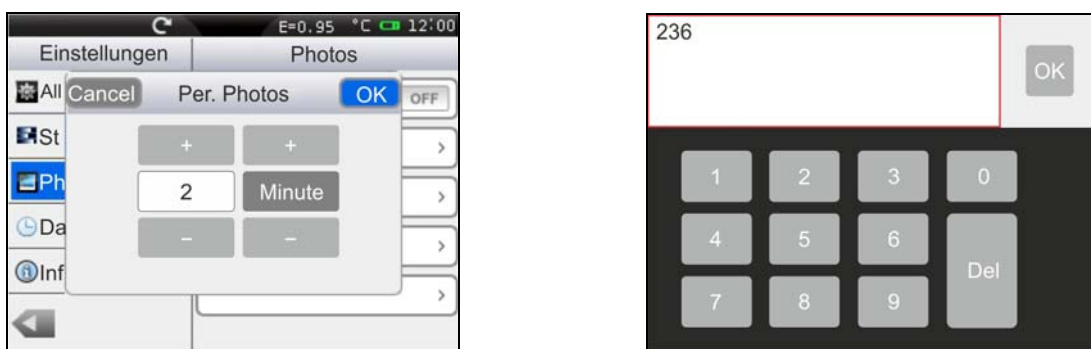 E=0.95 °C 12:00
Einstellungen Photos
All Cancel Per. Photos OK OFF
St + +
Ph 2 Minute
Da - -
Inf
236
OK
1 2 3 0
4 5 6
Del
7 8 9